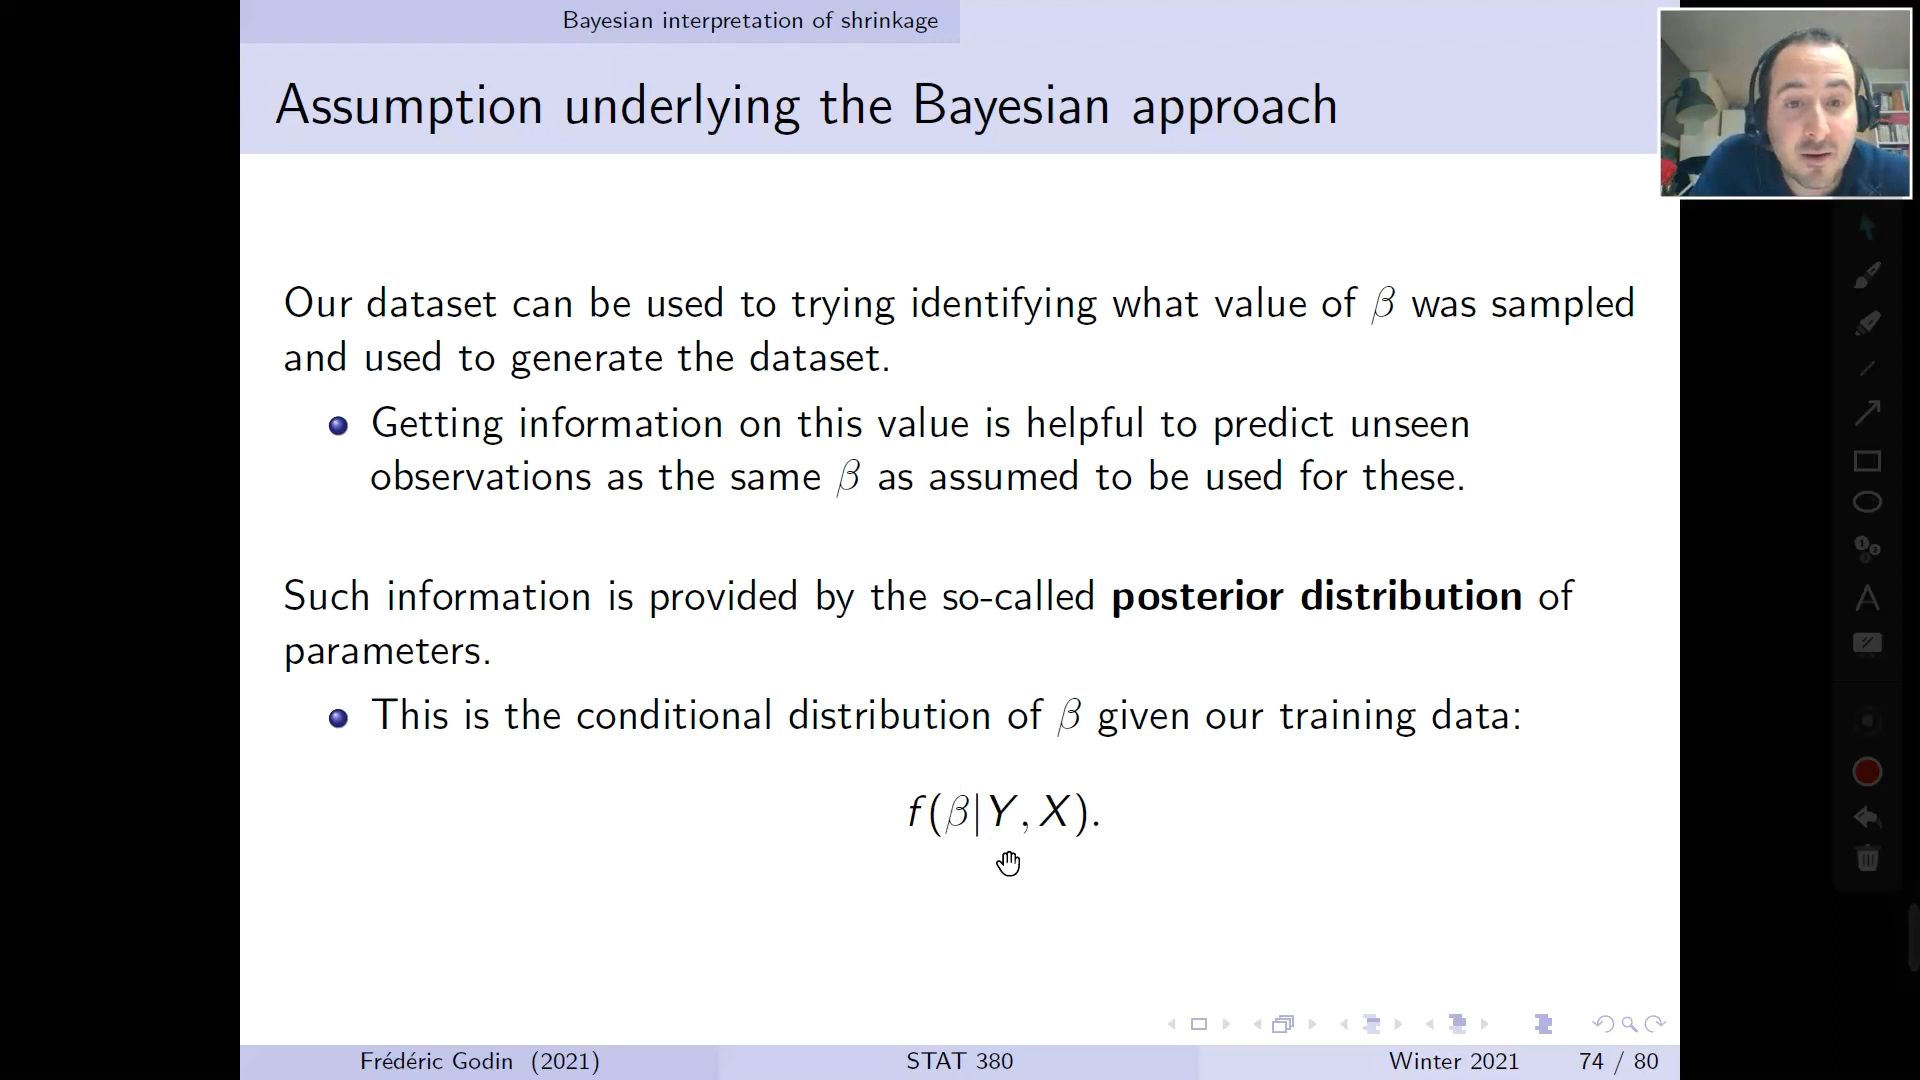 Bayesian interpretation of shrinkage
Assumption underlying the Bayesian approach
Our dataset can be used to trying identifying what value of β was sampled
and used to generate the dataset.
Getting information on this value is helpful to predict unseen
observations as the same β as assumed to be used for these.
Such information is provided by the so-called posterior distribution of
parameters.
This is the conditional distribution of β given our training data:
f(β|Y, X).
Frédéric Godin (2021) STAT 380 Winter 2021 74 / 80